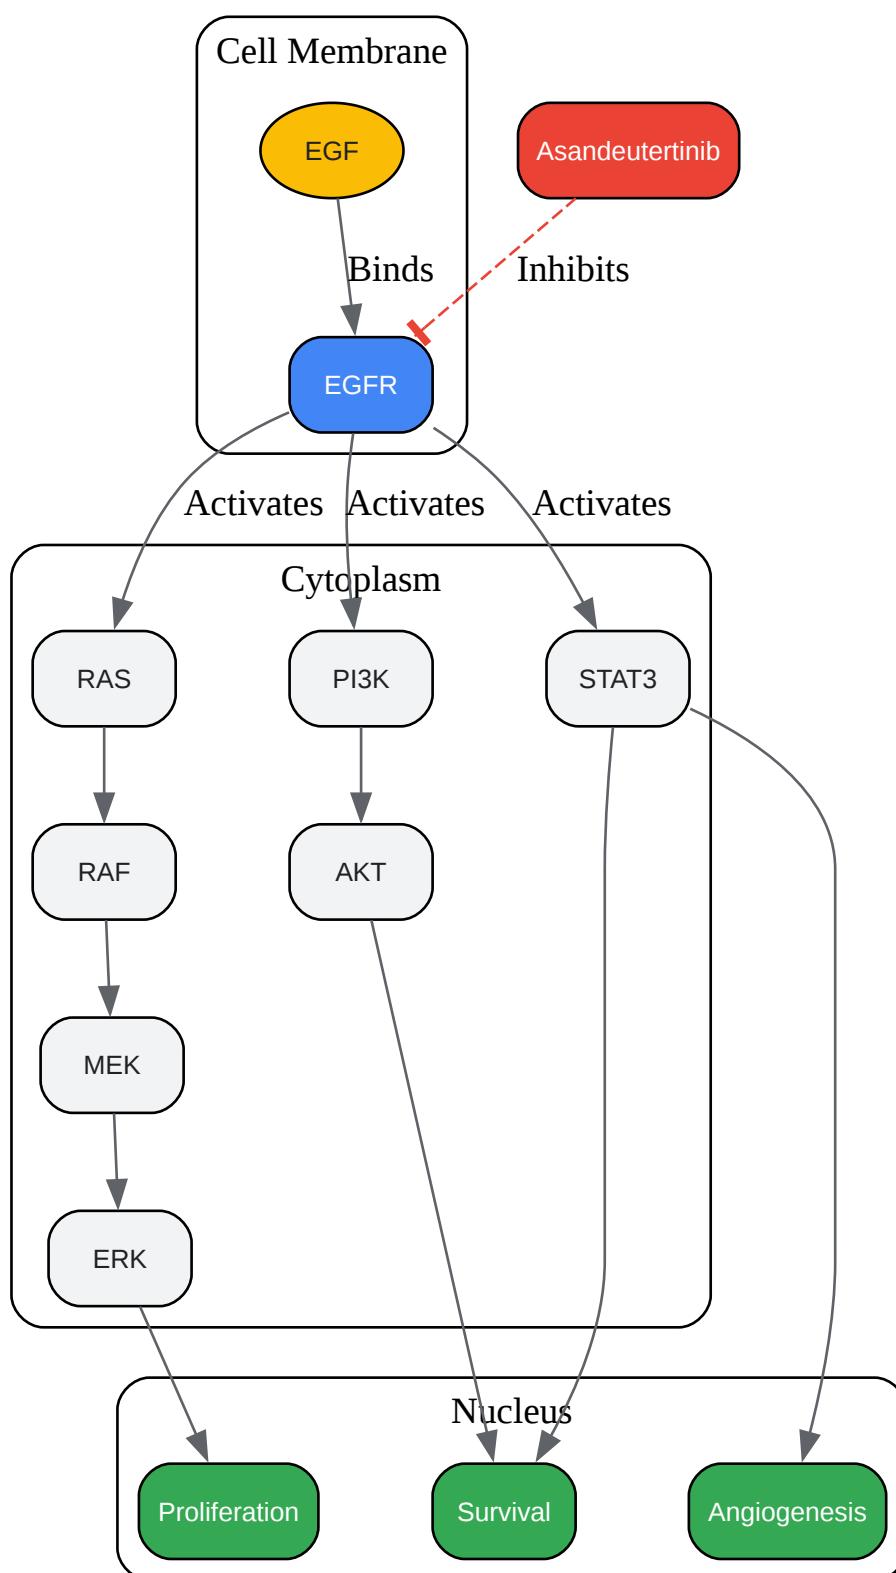 Cell Membrane
EGF
Asandeutertinib
Binds
Inhibits
EGFR
Activates
Activates
Activates
Cytoplasm
RAS
PI3K
STAT3
RAF
AKT
MEK
ERK
Nucleus
Proliferation
Survival
Angiogenesis